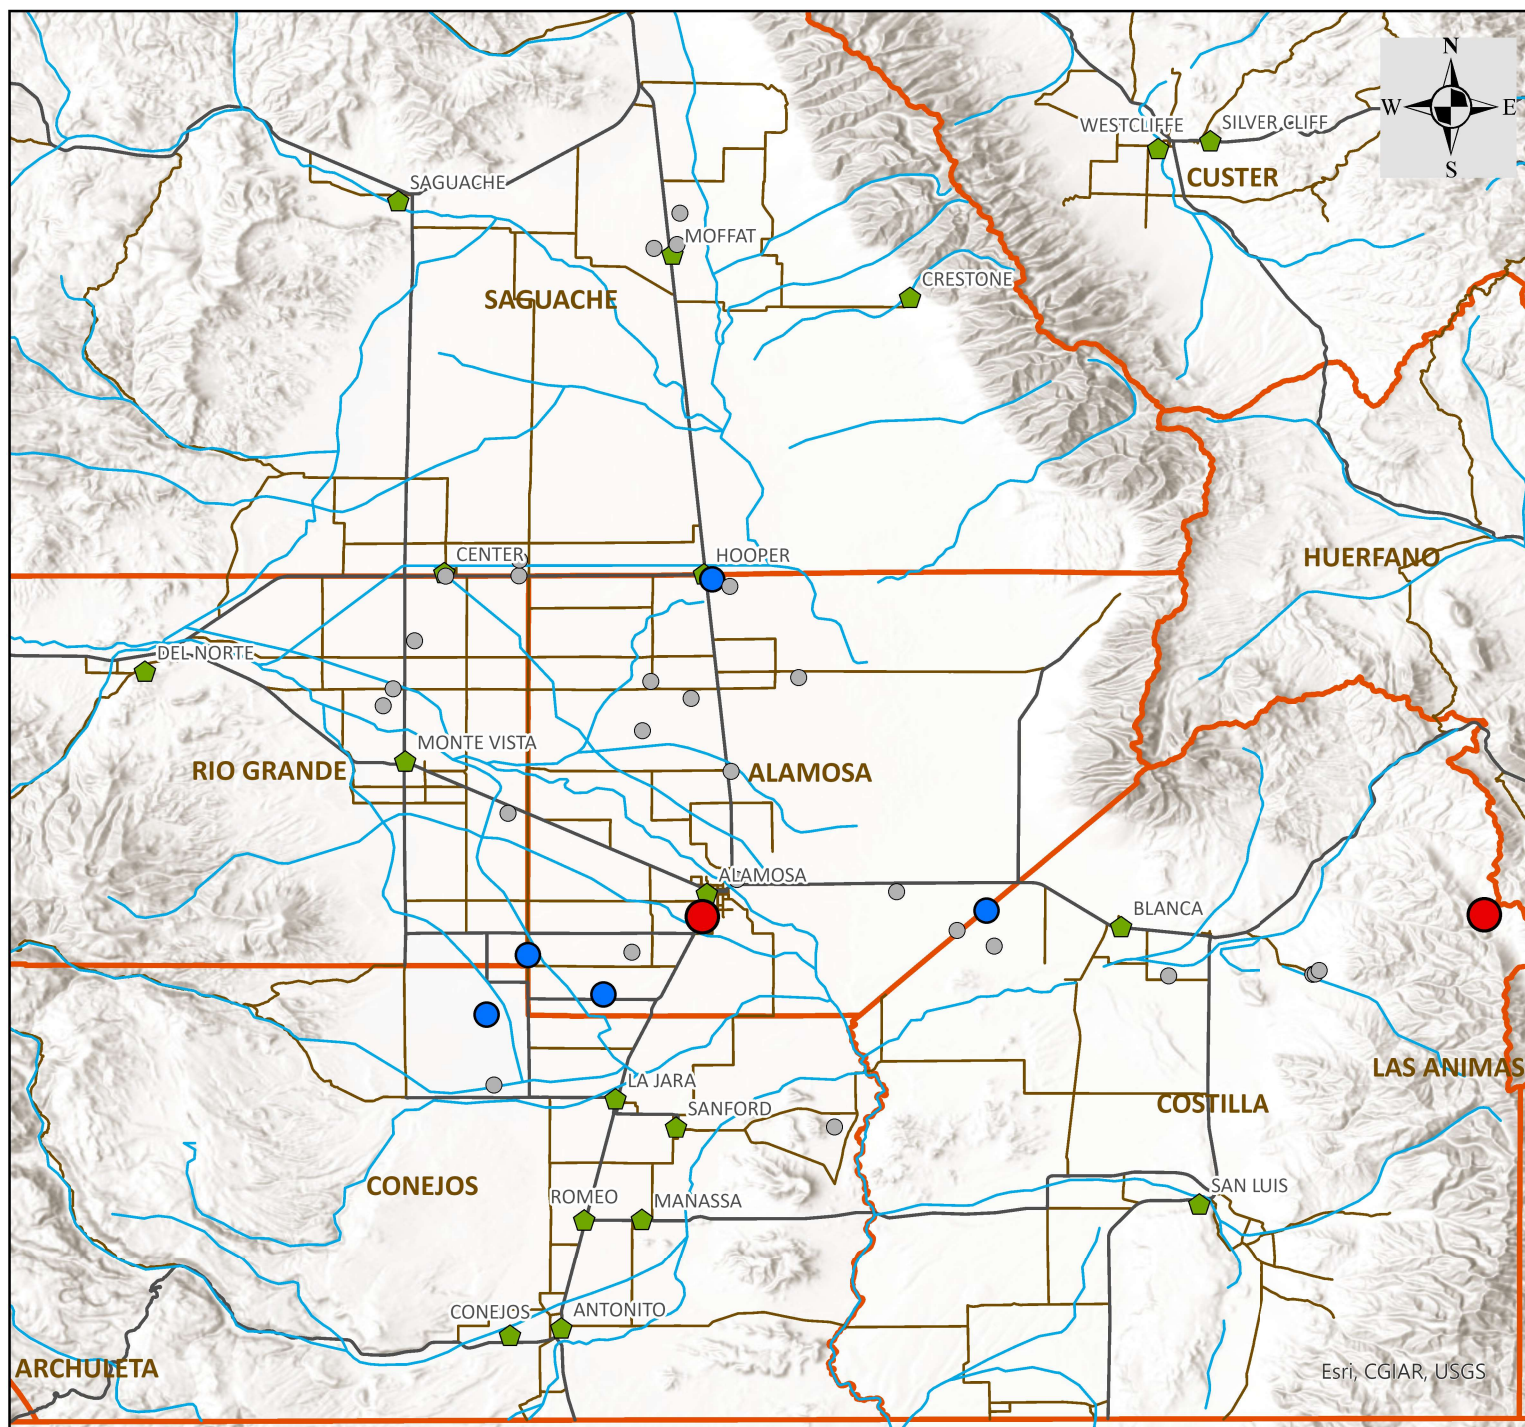 N
W E
S
WESTCLIFFE
SILVER CLIFF
CUSTER
SAGUACHE
MOFFAT
CRESTONE
SAGUACHE
CENTER
HOOPER
HUERFANO
DEL NORTE
MONTE VISTA
RIO GRANDE
ALAMOSA
ALAMOSA
BLANCA
LAS ANIMAS
LA JARA
SANFORD
COSTILLA
CONEJOS
ROMEO
MANASSA
SAN LUIS
CONEJOS
ANTONITO
ARCHULETA
Esri, CGIAR, USGS